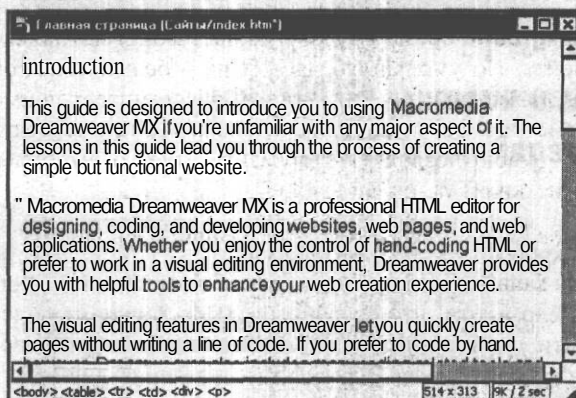 Главная страница (Сайты/index.htm*)
introduction
This guide is designed to introduce you to using Macromedia
Dreamweaver MX if you're unfamiliar with any major aspect of it. The
lessons in this guide lead you through the process of creating a
simple but functional website.
" Macromedia Dreamweaver MX is a professional HTML editor for
designing, coding, and developing websites, web pages, and web
applications. Whether you enjoy the control of hand-coding HTML or
prefer to work in a visual editing environment, Dreamweaver provides
you with helpful tools to enhance your web creation experience.
The visual editing features in Dreamweaver let you quickly create
pages without writing a line of code. If you prefer to code by hand.
<body> <table> <tr> <td> <div> <p>
514 x 313
9K / 2 sec